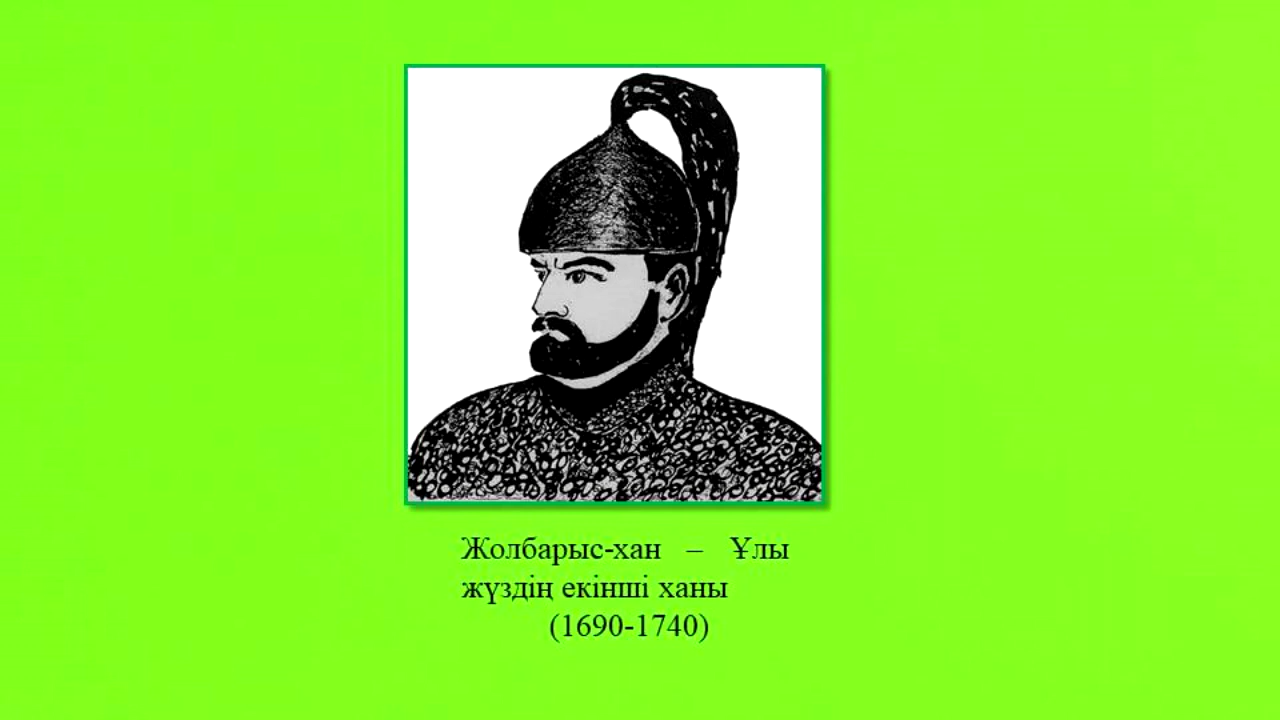 Жолбарыс-хан – Ұлы
жүздің екінші ханы
(1690-1740)